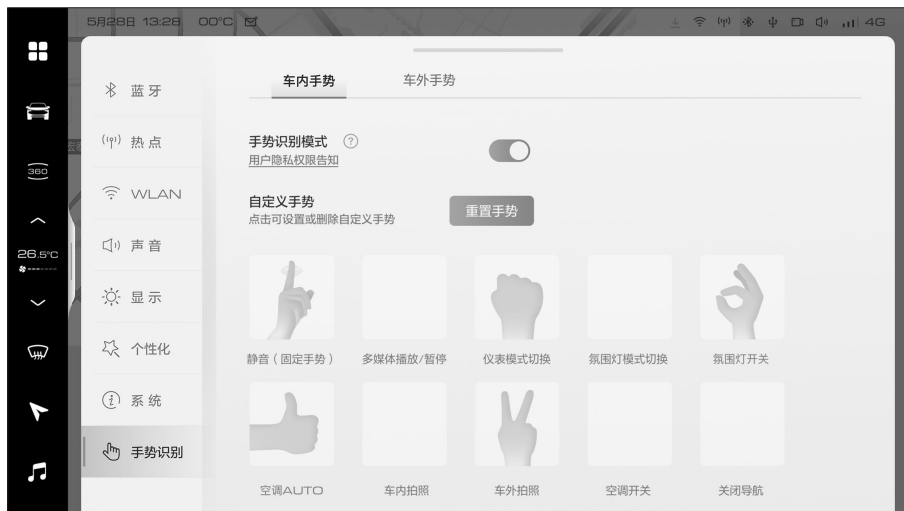 5月28日 13:28 00°C
4G
360
26.5°C
蓝牙
热点
WLAN
声音
显示
个性化
系统
手势识别
车内手势 车外手势
手势识别模式 ?
用户隐私权限告知
自定义手势
点击可设置或删除自定义手势
重置手势
静音（固定手势） 多媒体播放/暂停 仪表模式切换 氛围灯模式切换 氛围灯开关
空调AUTO 车内拍照 车外拍照 空调开关 关闭导航